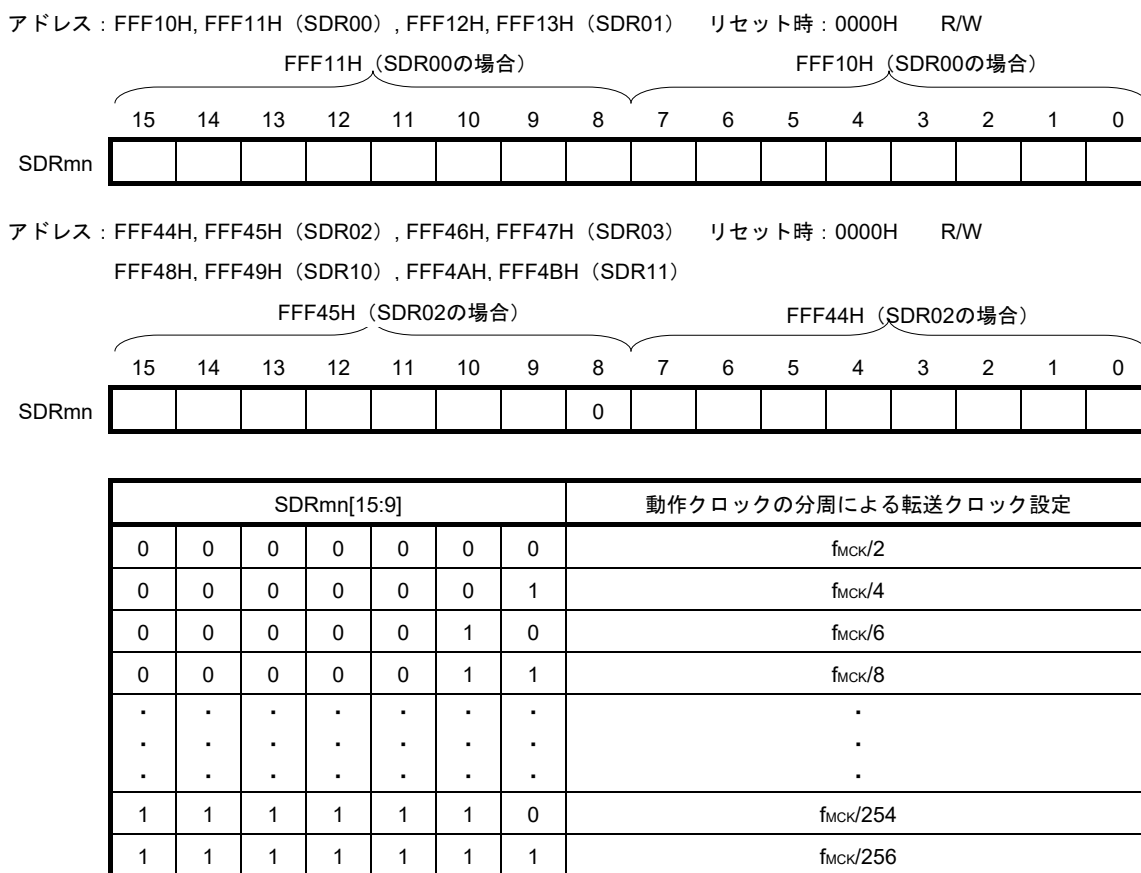 アドレス：FFF10H, FFF11H（SDR00）, FFF12H, FFF13H（SDR01） リセット時：0000H R/W
FFF11H（SDR00の場合） FFF10H（SDR00の場合）
15 14 13 12 11 10 9 8 7 6 5 4 3 2 1 0
SDRmn
アドレス：FFF44H, FFF45H（SDR02）, FFF46H, FFF47H（SDR03） リセット時：0000H R/W
FFF48H, FFF49H（SDR10）, FFF4AH, FFF4BH（SDR11）
FFF45H（SDR02の場合） FFF44H（SDR02の場合）
15 14 13 12 11 10 9 8 7 6 5 4 3 2 1 0
SDRmn 0
SDRmn[15:9] 動作クロックの分周による転送クロック設定
0 0 0 0 0 0 0 fMCK/2
0 0 0 0 0 0 1 fMCK/4
0 0 0 0 0 1 0 fMCK/6
0 0 0 0 0 1 1 fMCK/8
・ ・ ・ ・ ・ ・ ・ ・
・ ・ ・ ・ ・ ・ ・ ・
・ ・ ・ ・ ・ ・ ・ ・
1 1 1 1 1 1 0 fMCK/254
1 1 1 1 1 1 1 fMCK/256